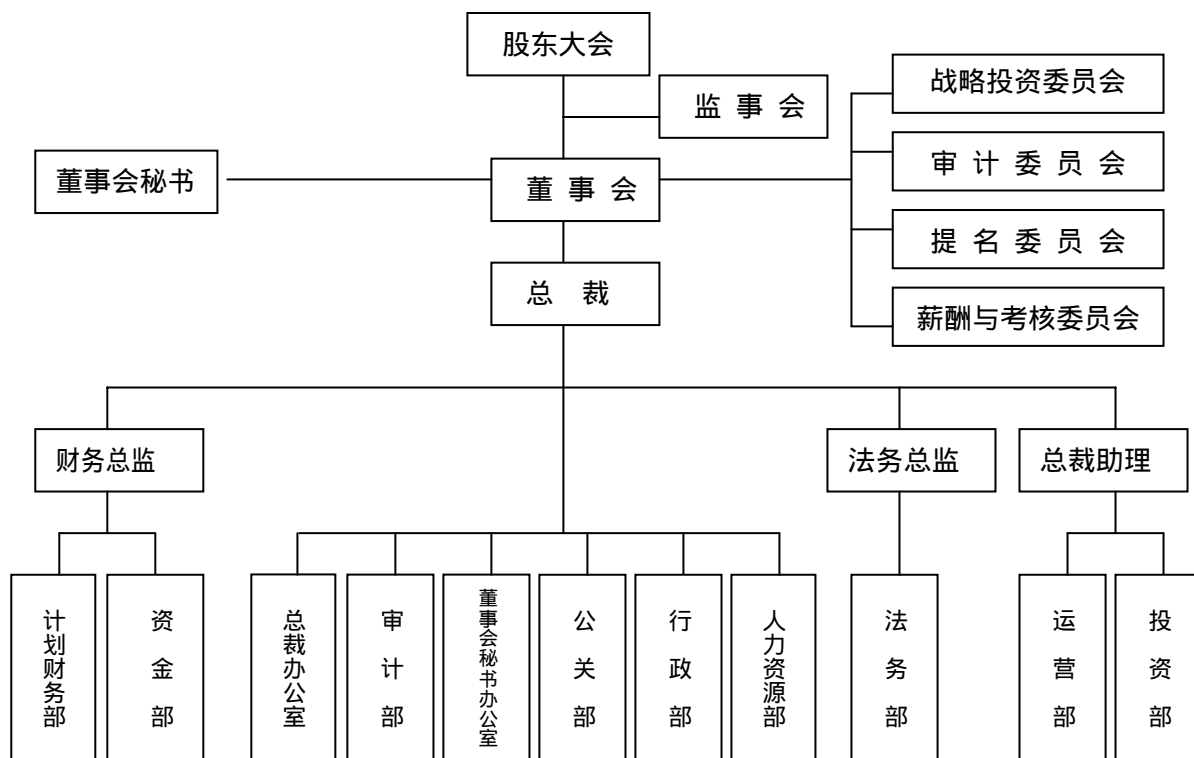 股东大会
监 事 会
战略投资委员会
审 计 委 员 会
董事会秘书
董 事 会
提 名 委 员 会
总 裁
薪酬与考核委员会
财务总监
法务总监
总裁助理
计划财务部
资金部
总裁办公室
审计部
董事会秘书办公室
公关部
行政部
人力资源部
法务部
运营部
投资部